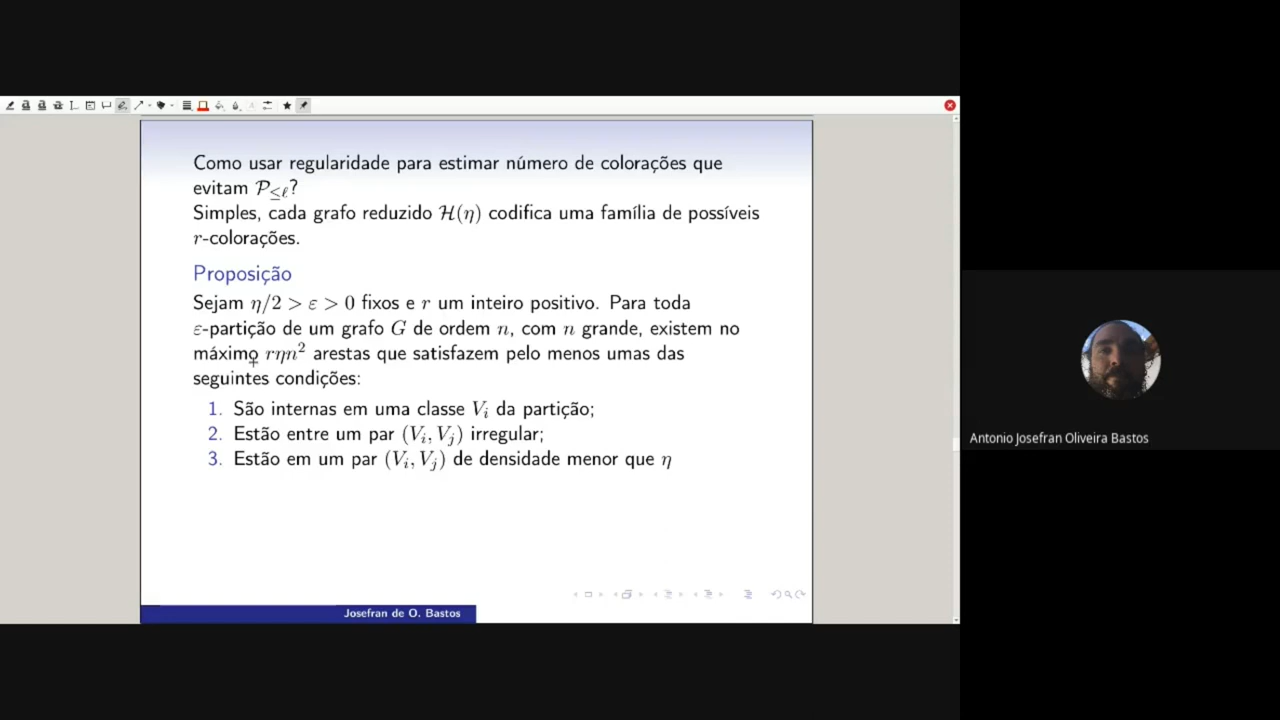 Como usar regularidade para estimar número de colorações que
evitam 𝒫≤ℓ?
Simples, cada grafo reduzido ℋ(η) codifica uma família de possíveis
r-colorações.
Proposição
Sejam η/2 > ε > 0 fixos e r um inteiro positivo. Para toda
ε-partição de um grafo G de ordem n, com n grande, existem no
máximo rηn² arestas que satisfazem pelo menos umas das
seguintes condições:
1. São internas em uma classe Vᵢ da partição;
2. Estão entre um par (Vᵢ, Vⱼ) irregular;
3. Estão em um par (Vᵢ, Vⱼ) de densidade menor que η
Josefran de O. Bastos
Antonio Josefran Oliveira Bastos